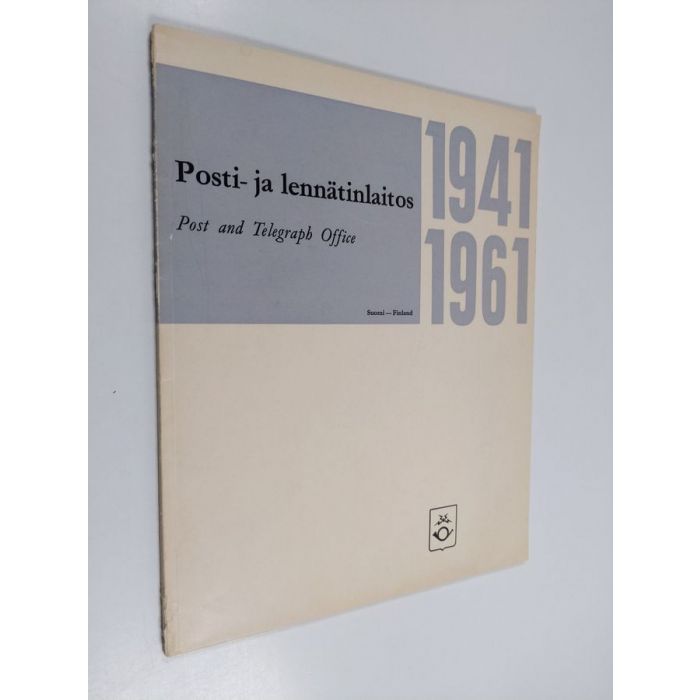 Posti- ja lennätinlaitos
Post and Telegraph Office
Suomi — Finland
1941
1961